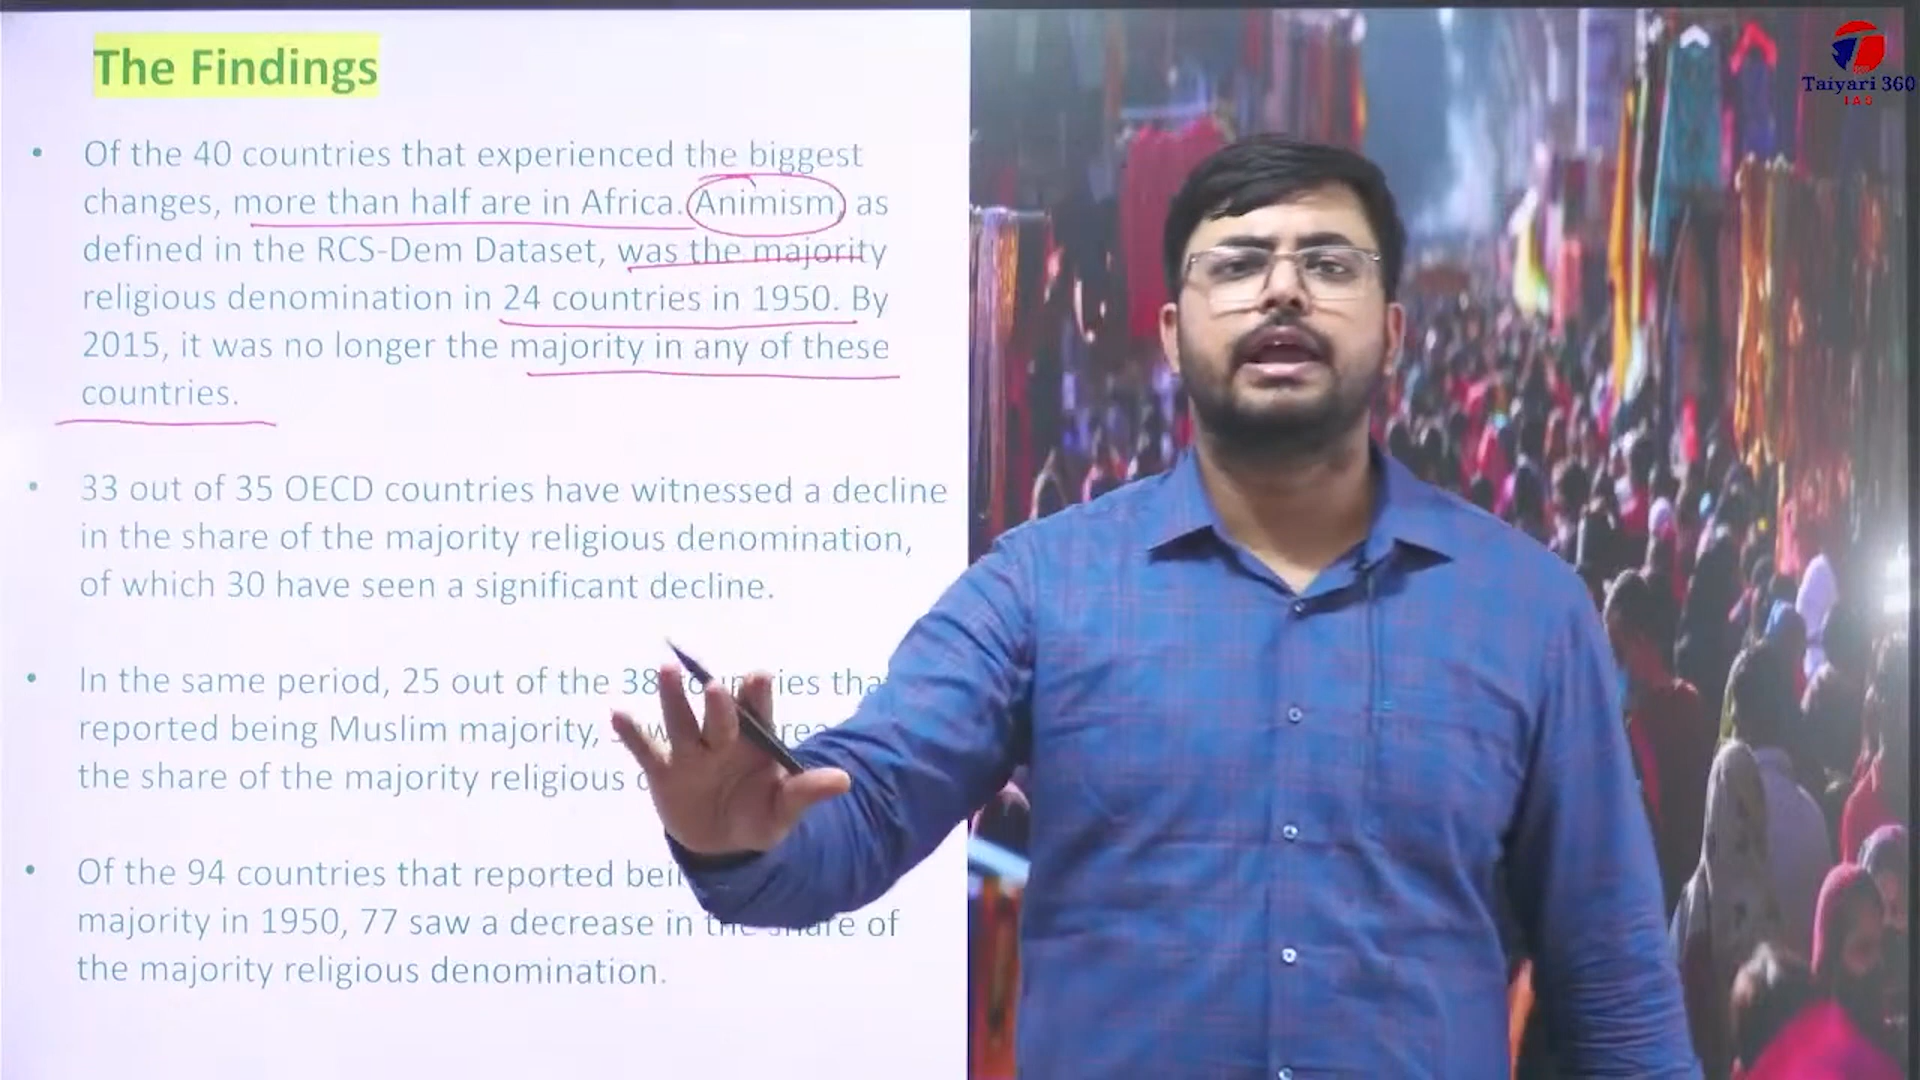 The Findings
Taiyari 360
IAS
• Of the 40 countries that experienced the biggest
changes, more than half are in Africa. Animism, as
defined in the RCS-Dem Dataset, was the majority
religious denomination in 24 countries in 1950. By
2015, it was no longer the majority in any of these
countries.
• 33 out of 35 OECD countries have witnessed a decline
in the share of the majority religious denomination,
of which 30 have seen a significant decline.
• In the same period, 25 out of the 38
reported being Muslim majority,
the share of the majority religious
• Of the 94 countries that reported
majority in 1950, 77 saw a decrease in the share of
the majority religious denomination.